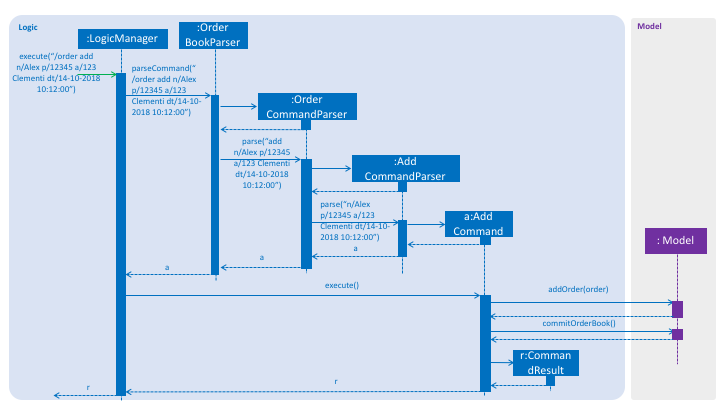 Logic
Model
:LogicManager
:Order
BookParser
execute("/order add
n/Alex p/12345 a/123
Clementi dt/14-10-2018
10:12:00")
parseCommand("
/order add n/Alex
p/12345 a/123
Clementi dt/14-10-
2018 10:12:00")
:Order
CommandParser
parse("add
n/Alex p/12345
a/123 Clementi
dt/14-10-2018
10:12:00")
:Add
CommandParser
parse("n/Alex
p/12345 a/123
Clementi dt/14-10-
2018 10:12:00")
a:Add
Command
: Model
a
a
a
execute()
addOrder(order)
commitOrderBook()
r:Comman
dResult
r
r